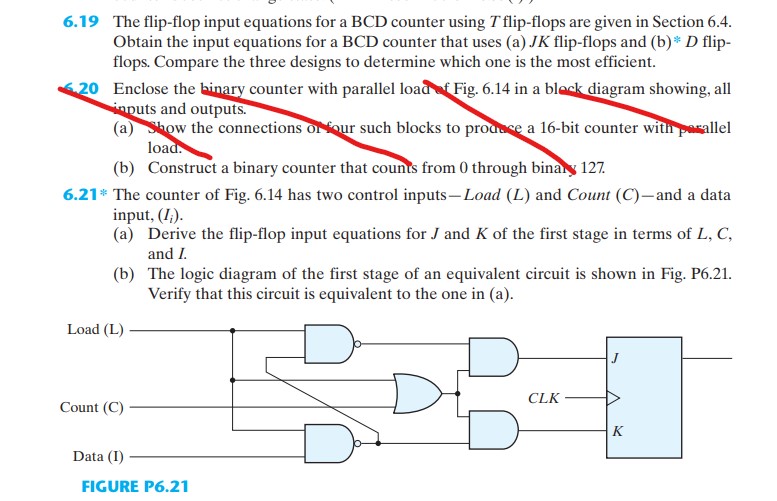 6.19 The flip-flop input equations for a BCD counter using T flip-flops are given in Section 6.4.
Obtain the input equations for a BCD counter that uses (a) JK flip-flops and (b)* D flip-
flops. Compare the three designs to determine which one is the most efficient.
6.20 Enclose the binary counter with parallel load of Fig. 6.14 in a block diagram showing, all
inputs and outputs.
(a) Show the connections of four such blocks to produce a 16-bit counter with parallel
load.
(b) Construct a binary counter that counts from 0 through binary 127.
6.21* The counter of Fig. 6.14 has two control inputs—Load (L) and Count (C)—and a data
input, (Iᵢ).
(a) Derive the flip-flop input equations for J and K of the first stage in terms of L, C,
and I.
(b) The logic diagram of the first stage of an equivalent circuit is shown in Fig. P6.21.
Verify that this circuit is equivalent to the one in (a).
Load (L)
J
CLK
Count (C)
K
Data (I)
FIGURE P6.21